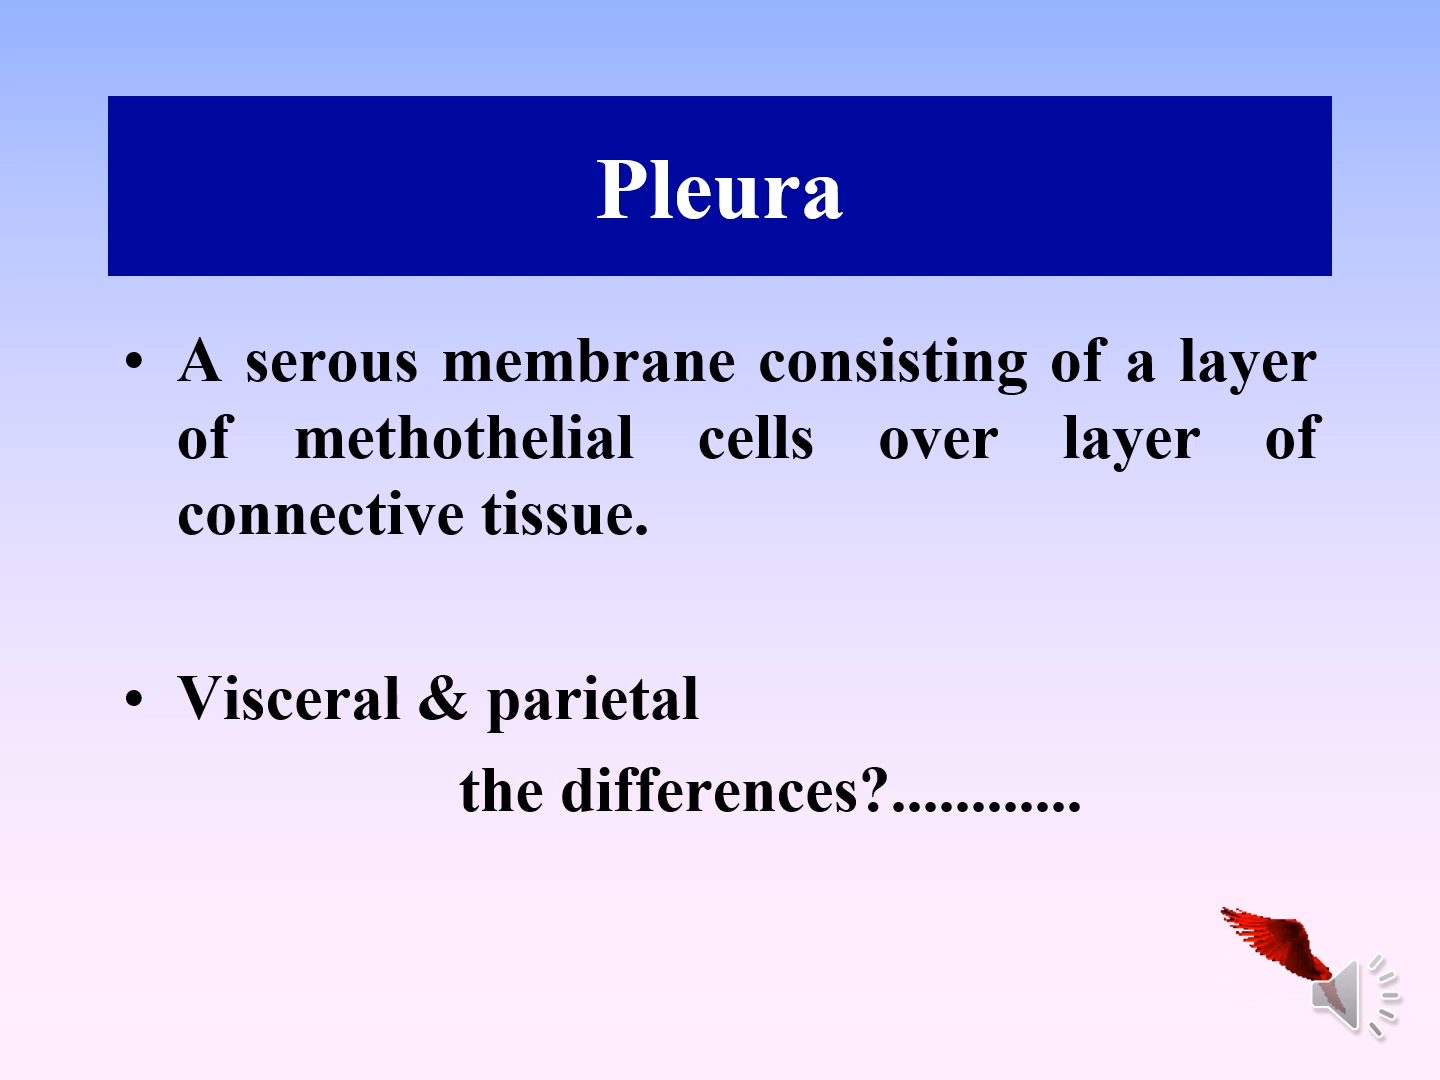 Pleura
• A serous membrane consisting of a layer
of methothelial cells over layer of
connective tissue.
• Visceral & parietal
the differences?............